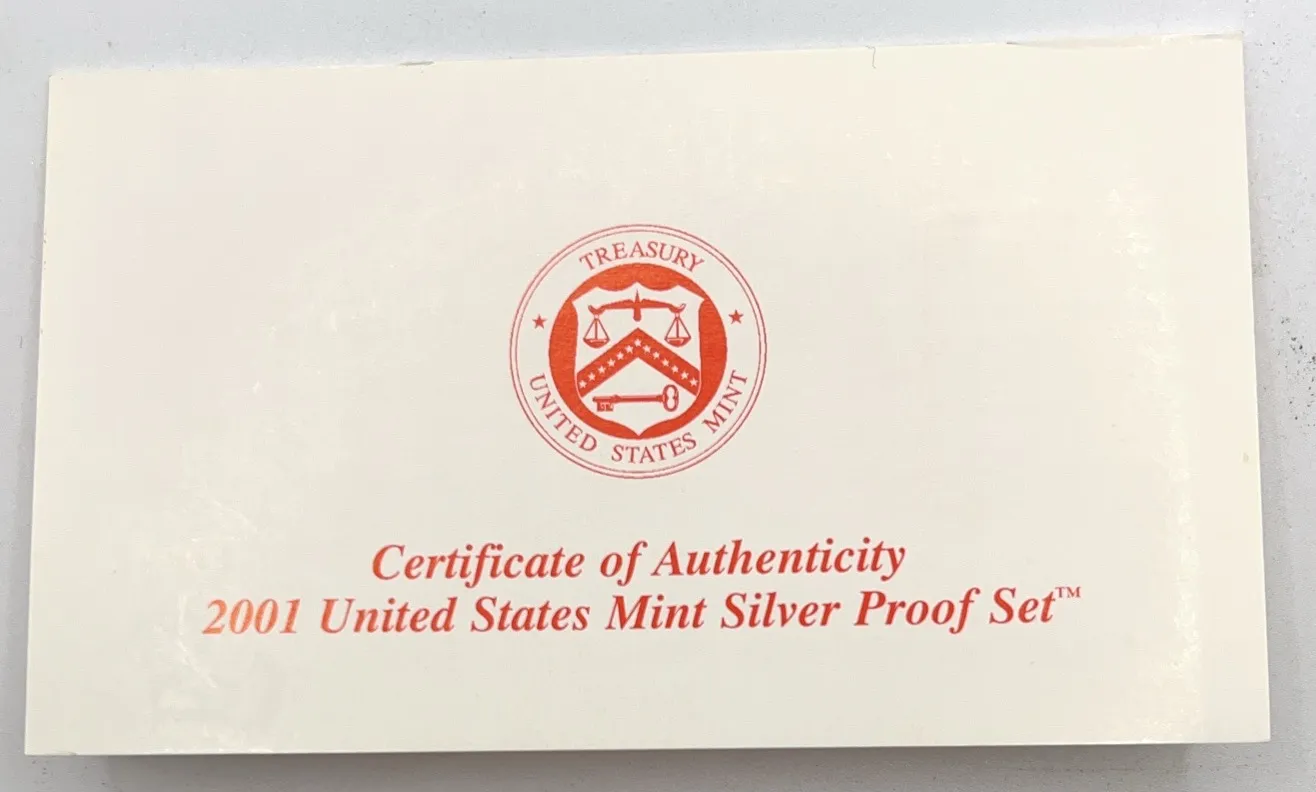 TREASURY
UNITED STATES MINT
Certificate of Authenticity
2001 United States Mint Silver Proof Set™